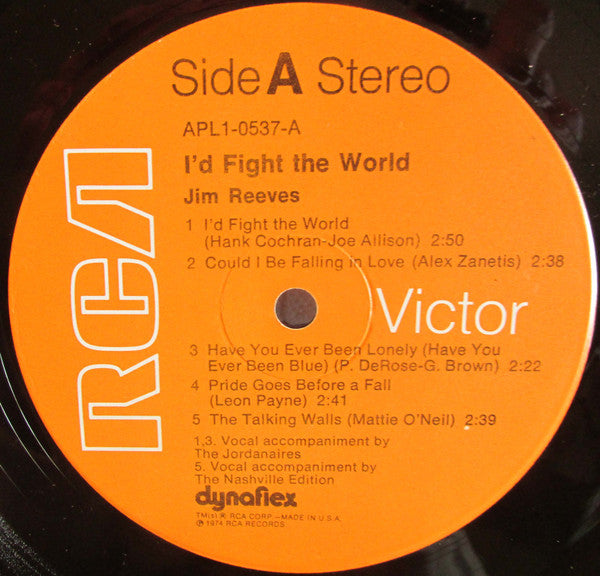 Side A Stereo
APL1-0537-A
I'd Fight the World
Jim Reeves
1 I'd Fight the World
(Hank Cochran-Joe Allison) 2:50
2 Could I Be Falling in Love (Alex Zanetis) 2:38
RCA
Victor
3 Have You Ever Been Lonely (Have You
Ever Been Blue) (P. DeRose-G. Brown) 2:22
4 Pride Goes Before a Fall
(Leon Payne) 2:41
5 The Talking Walls (Mattie O'Neil) 2:39
1,3. Vocal accompaniment by
The Jordanaires
5. Vocal accompaniment by
The Nashville Edition
dynaflex
TM(s) ® RCA CORP.—MADE IN U.S.A.
℗ 1974 RCA RECORDS